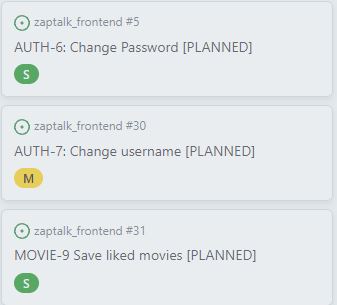 zaptalk_frontend #5
AUTH-6: Change Password [PLANNED]
S
zaptalk_frontend #30
AUTH-7: Change username [PLANNED]
M
zaptalk_frontend #31
MOVIE-9 Save liked movies [PLANNED]
S